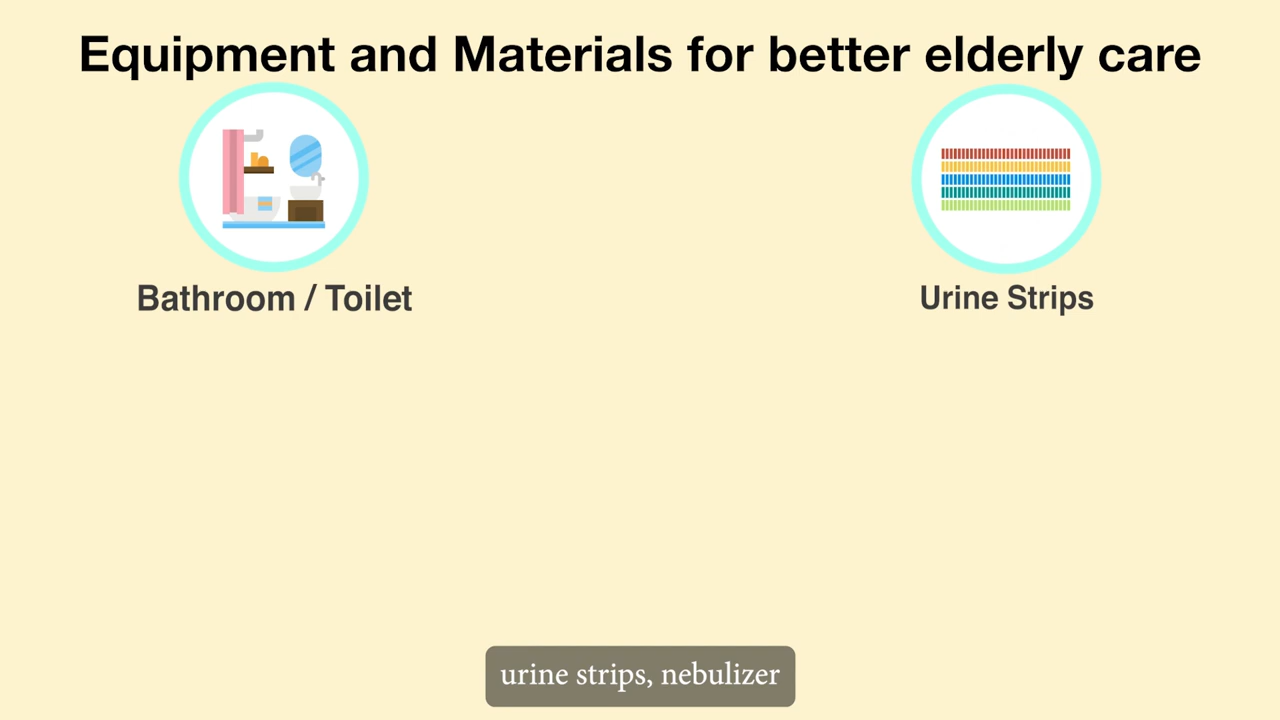 Equipment and Materials for better elderly care
Bathroom / Toilet
Urine Strips
urine strips, nebulizer